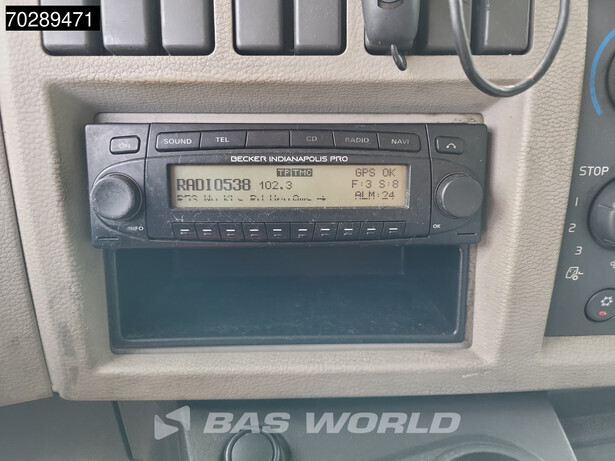 70289471
ON SOUND TEL CD RADIO NAVI
BECKER INDIANAPOLIS PRO
TP TMC GPS OK
RADIO538 102.3 F:3 S:8
ALM:24
INFO OK
STOP
1
2
3
BAS WORLD